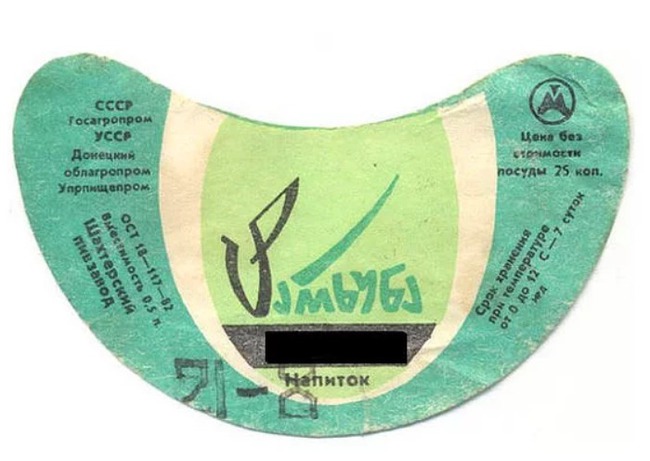 СССР
Госагропром
УССР
Донецкий
облагропром
Упрпищепром
ОСТ 18—117—82
Вместимость 0,5 л.
Шахтерский
пивзавод
Напиток
Цена без
стоимости
посуды 25 коп.
Срок хранения
при температуре
от 0 до 12 С—7 суток